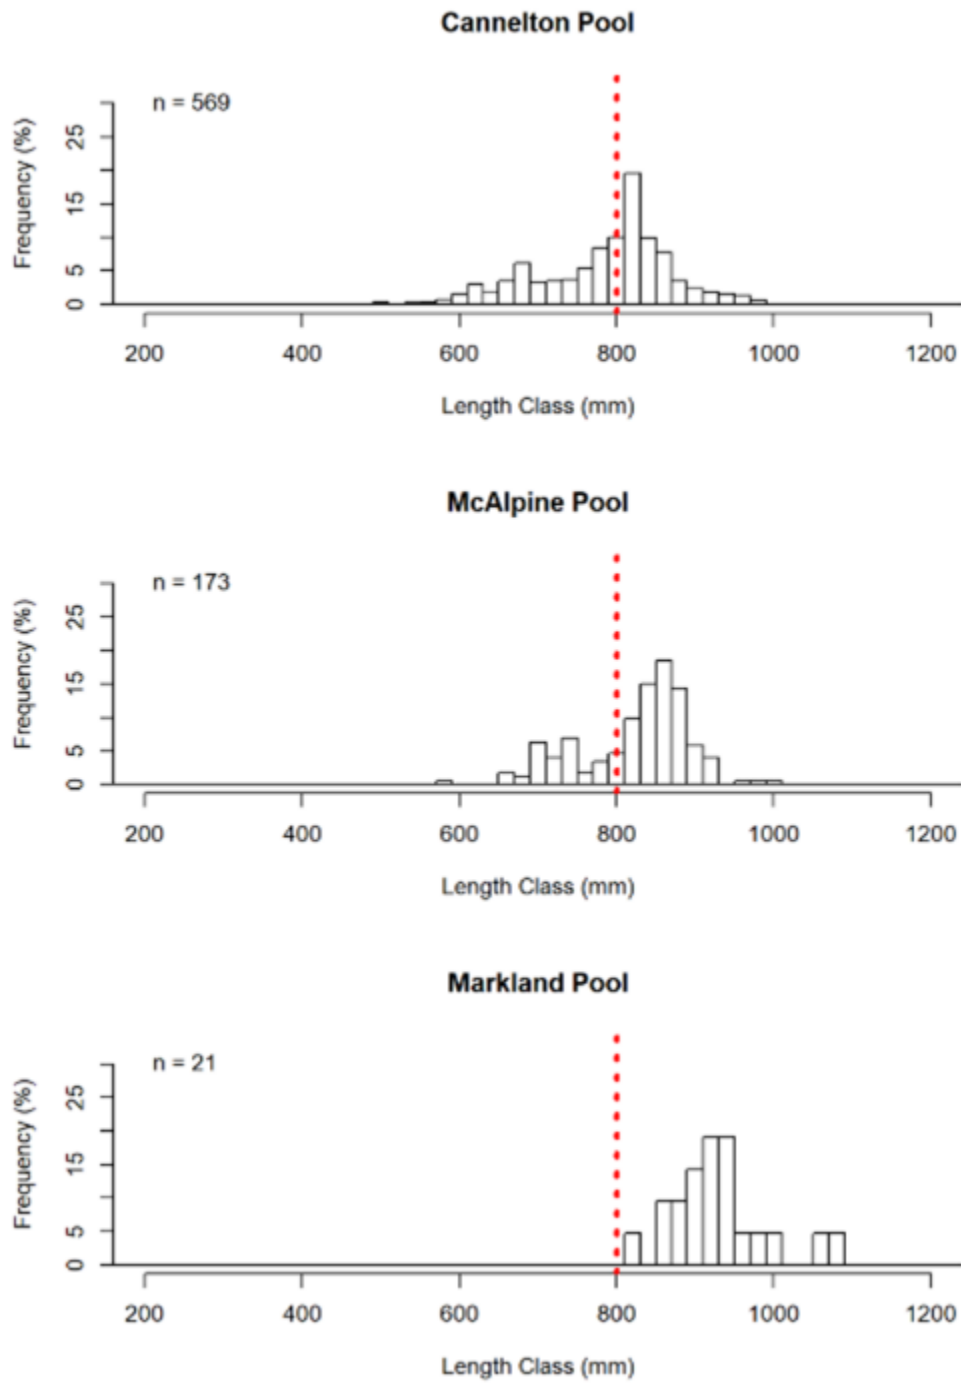 Cannelton Pool
n = 569
Frequency (%)
25
15
5
0
200 400 600 800 1000 1200
Length Class (mm)
McAlpine Pool
n = 173
Frequency (%)
25
15
5
0
200 400 600 800 1000 1200
Length Class (mm)
Markland Pool
n = 21
Frequency (%)
25
15
5
0
200 400 600 800 1000 1200
Length Class (mm)